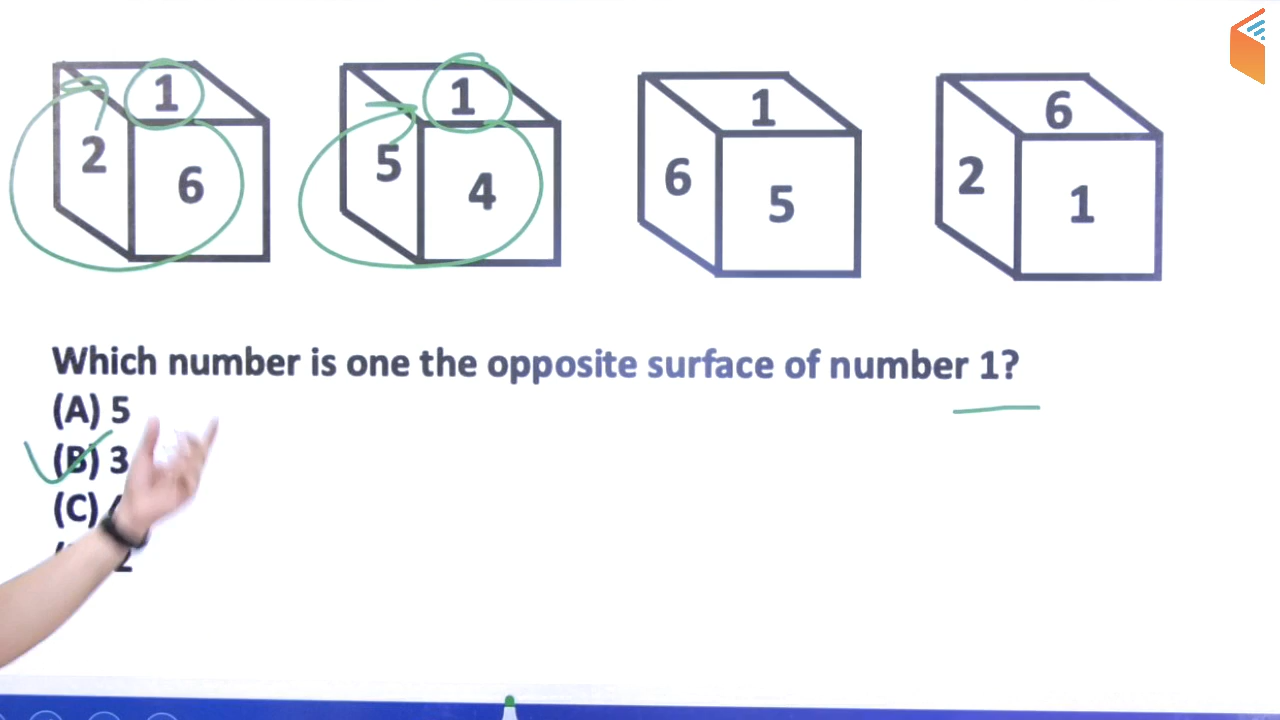 1 1 1 6
2 6 5 4 6 5 2 1
Which number is one the opposite surface of number 1?
(A) 5
(B) 3
(C)
2